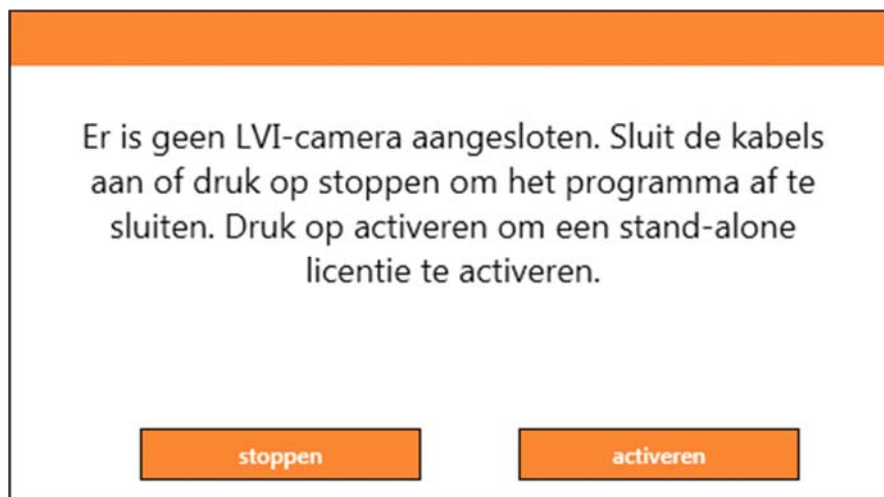 Er is geen LVI-camera aangesloten. Sluit de kabels
aan of druk op stoppen om het programma af te
sluiten. Druk op activeren om een stand-alone
licentie te activeren.
stoppen
activeren